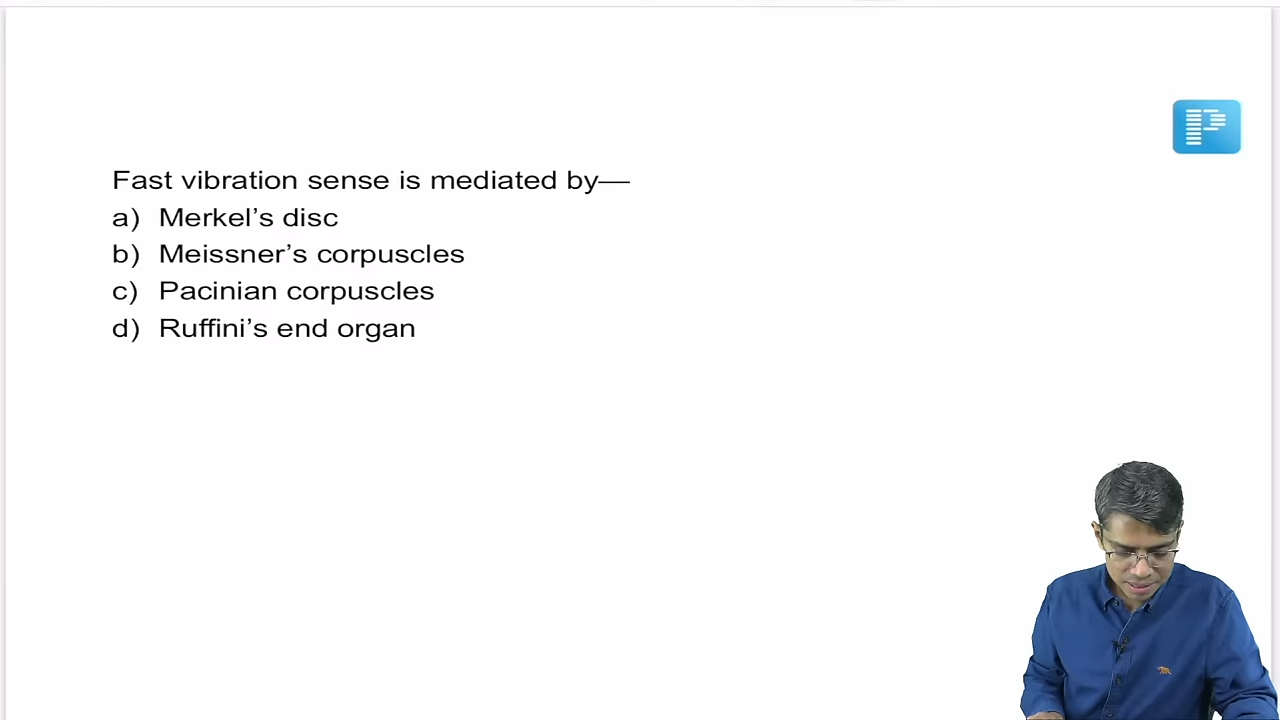 Fast vibration sense is mediated by—
a) Merkel’s disc
b) Meissner’s corpuscles
c) Pacinian corpuscles
d) Ruffini’s end organ